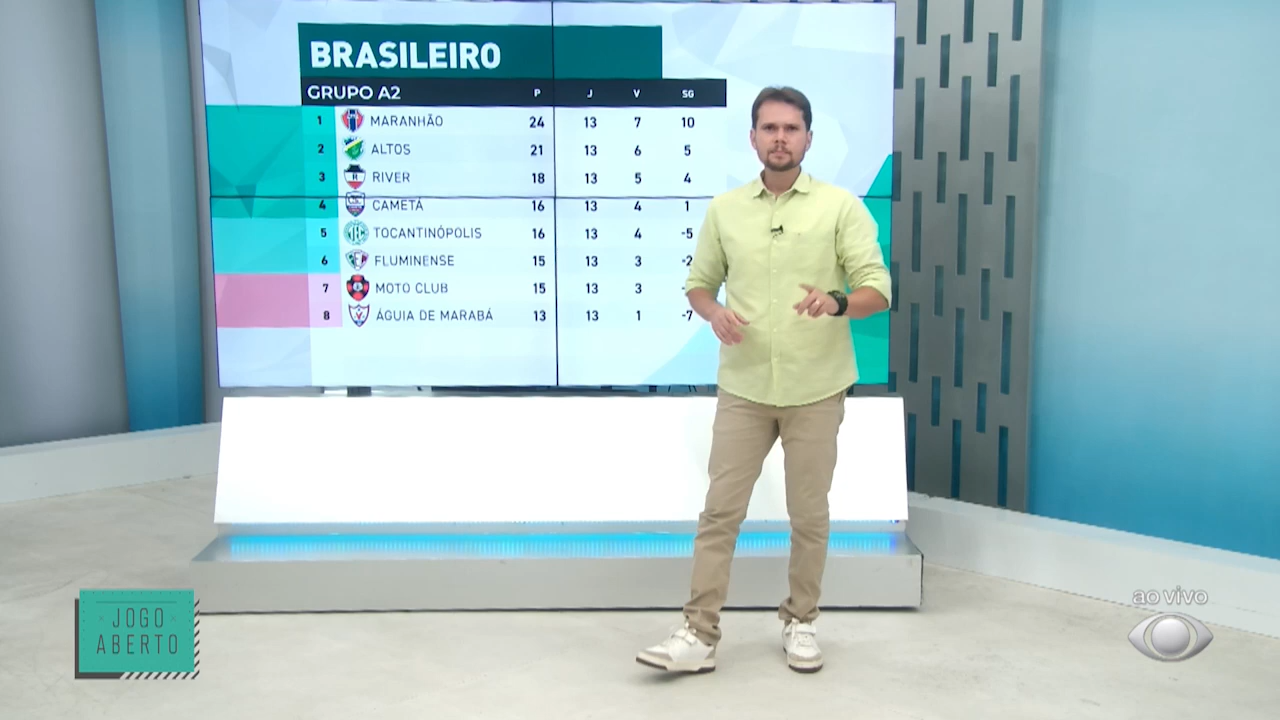 BRASILEIRO
GRUPO A2 P J V SG
1 MARANHÃO 24 13 7 10
2 ALTOS 21 13 6 5
3 RIVER 18 13 5 4
4 CAMETÁ 16 13 4 1
5 TOCANTINÓPOLIS 16 13 4 -5
6 FLUMINENSE 15 13 3 -2
7 MOTO CLUB 15 13 3
8 ÁGUIA DE MARABÁ 13 13 1 -7
JOGO
ABERTO
ao vivo